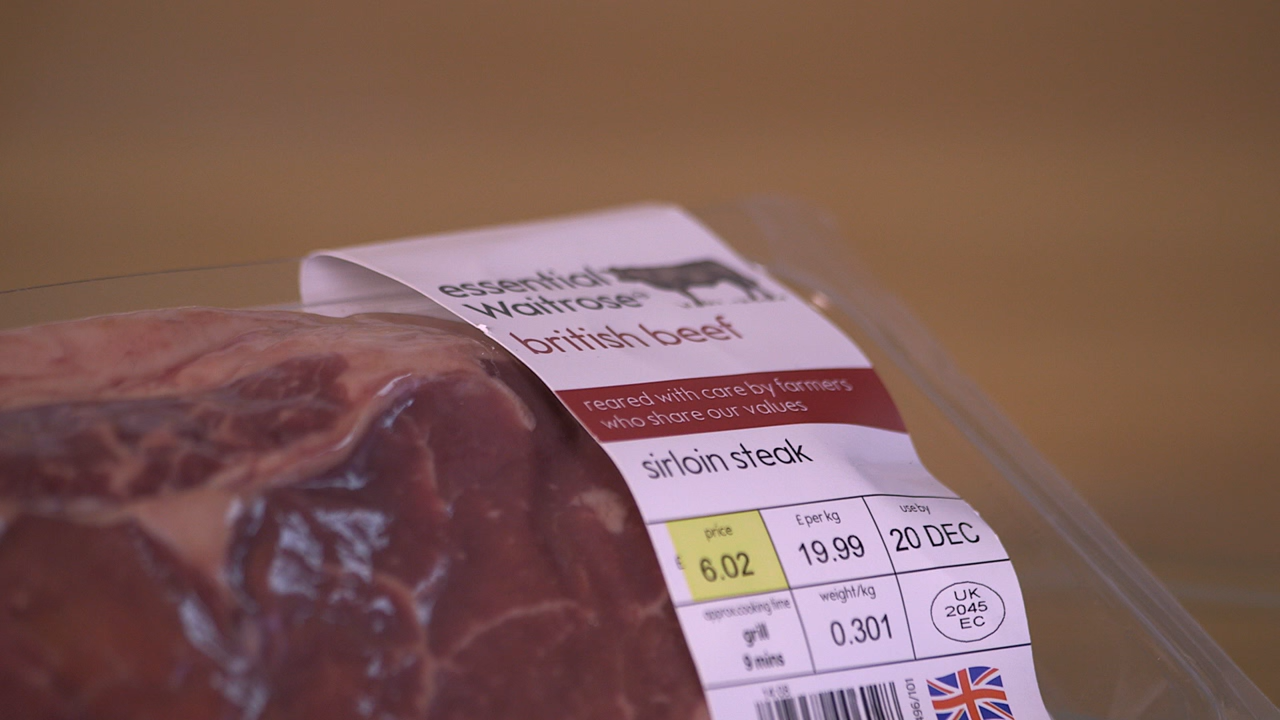 essential
Waitrose®
british beef
reared with care by farmers
who share our values
sirloin steak
price
£ 6.02
£ per kg
19.99
use by
20 DEC
approx cooking time
grill
9 mins
weight/kg
0.301
UK
2045
EC